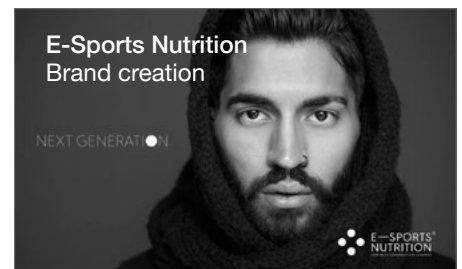 E-Sports Nutrition
Brand creation
NEXT GENERATION
E—SPORTS®
NUTRITION